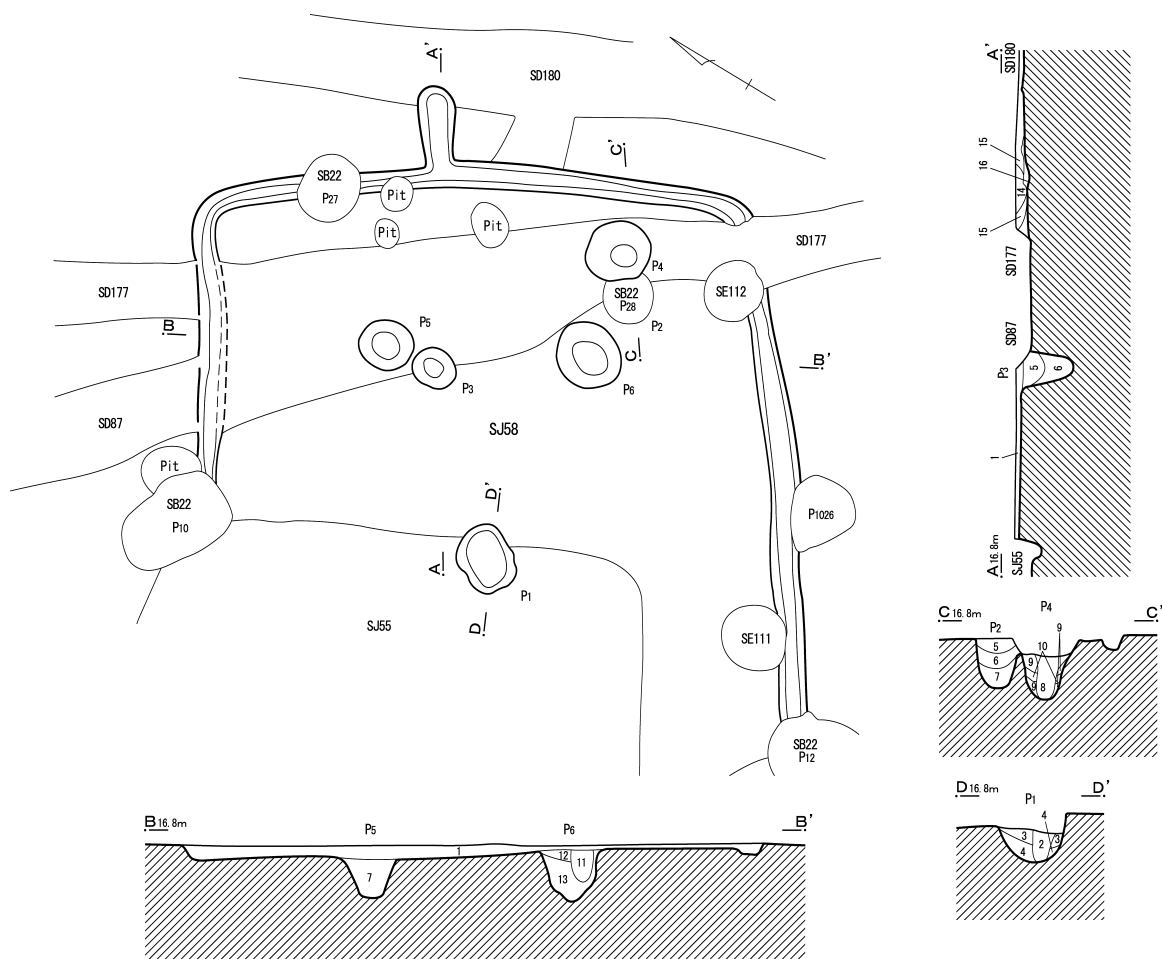 A'
SD180
C'
SB22
P27
Pit
Pit
Pit
P4
SD177
SD177
SB22
P28
SE112
B
P5
P2
C
B'
P3
P6
SD87
SJ58
Pit
SB22
P10
D'
P1026
A
P1
D
SJ55
SE111
SB22
P12
A'
SD180
15
16
14
15
SD177
SD87
P3
5
6
1
A 16.8m
SJ55
C 16.8m
P4
C'
P2
9
10
5
6
7
9
7
9
8
D 16.8m
D'
P1
4
3
2
3
4
B 16.8m
P5
P6
B'
1
12
11
7
13